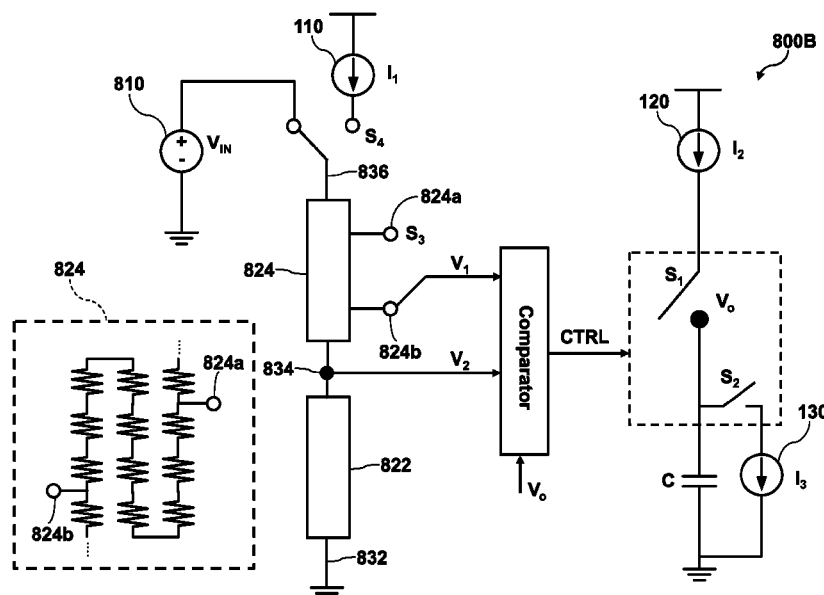 110
800B
I1
810
120
VIN
+
-
S4
I2
836
824a
S3
824
824
V1
S1
Vo
824b
Comparator
CTRL
834
V2
824a
S2
130
822
C
I3
824b
Vo
832